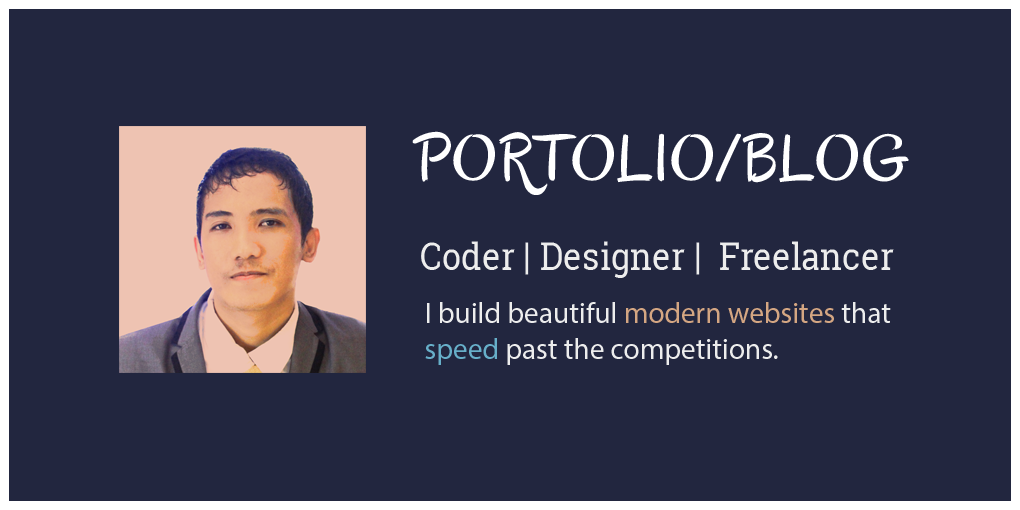 PORTOLIO/BLOG
Coder | Designer | Freelancer
I build beautiful modern websites that
speed past the competitions.